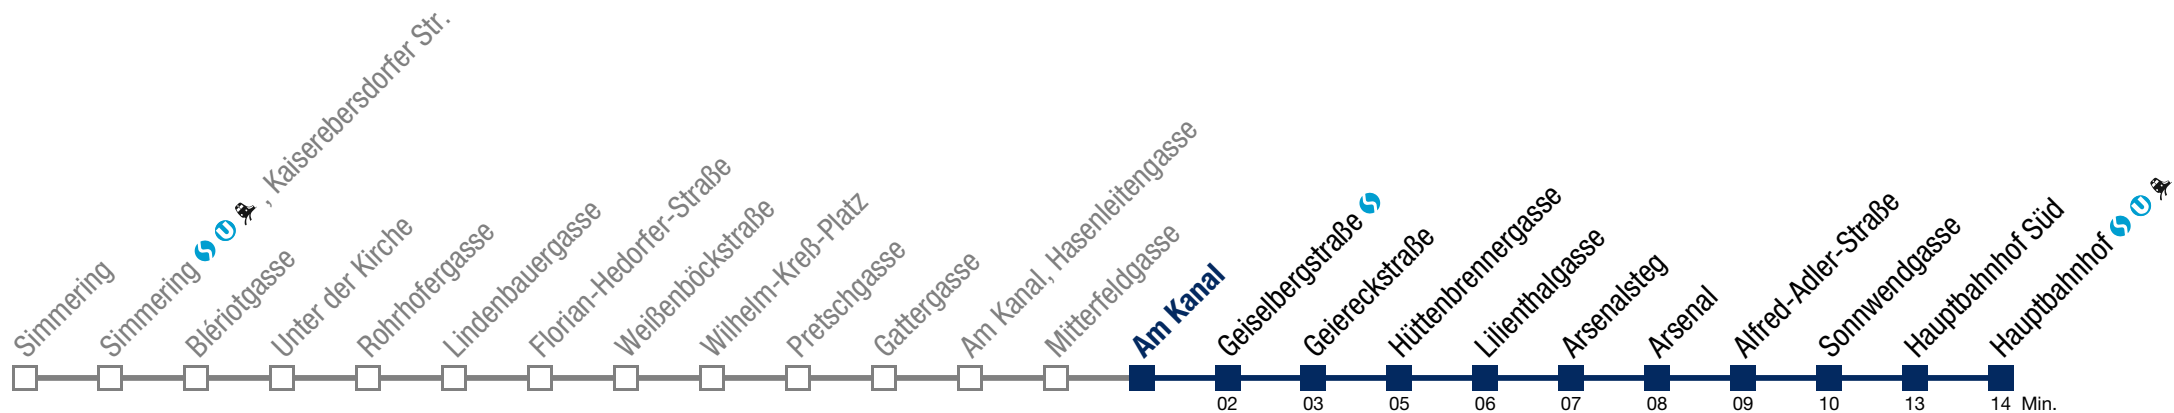 Simmering
Simmering S U , Kaiserebersdorfer Str.
Blériotgasse
Unter der Kirche
Rohrhofergasse
Lindenbauergasse
Florian-Hedorfer-Straße
Weißenböckstraße
Wilhelm-Kreß-Platz
Pretschgasse
Gattergasse
Am Kanal, Hasenleitengasse
Mitterfeldgasse
Am Kanal
Geiselbergstraße S
Geiereckstraße
Hüttenbrennergasse
Lilienthalgasse
Arsenalsteg
Arsenal
Alfred-Adler-Straße
Sonnwendgasse
Hauptbahnhof Süd
Hauptbahnhof S U
02 03 05 06 07 08 09 10 13 14 Min.